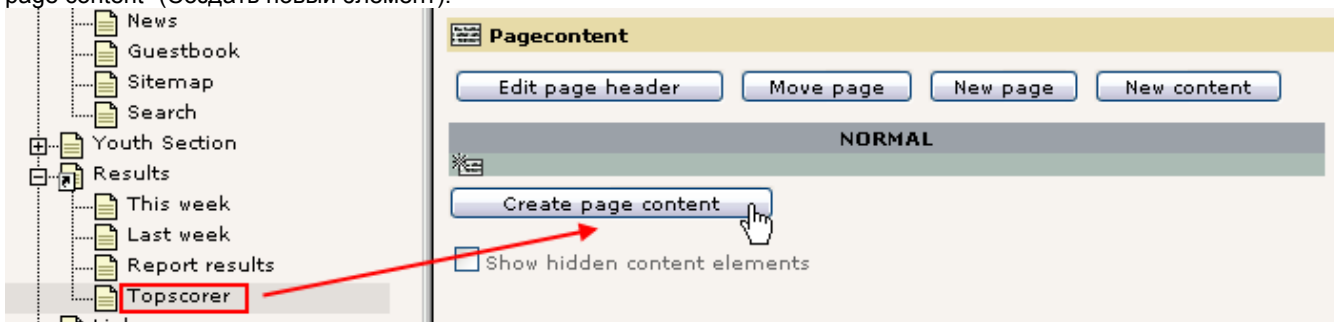 page content" (Создать новый элемент).
News
Guestbook
Sitemap
Search
Youth Section
Results
This week
Last week
Report results
Topscorer
Pagecontent
Edit page header Move page New page New content
NORMAL
Create page content
Show hidden content elements